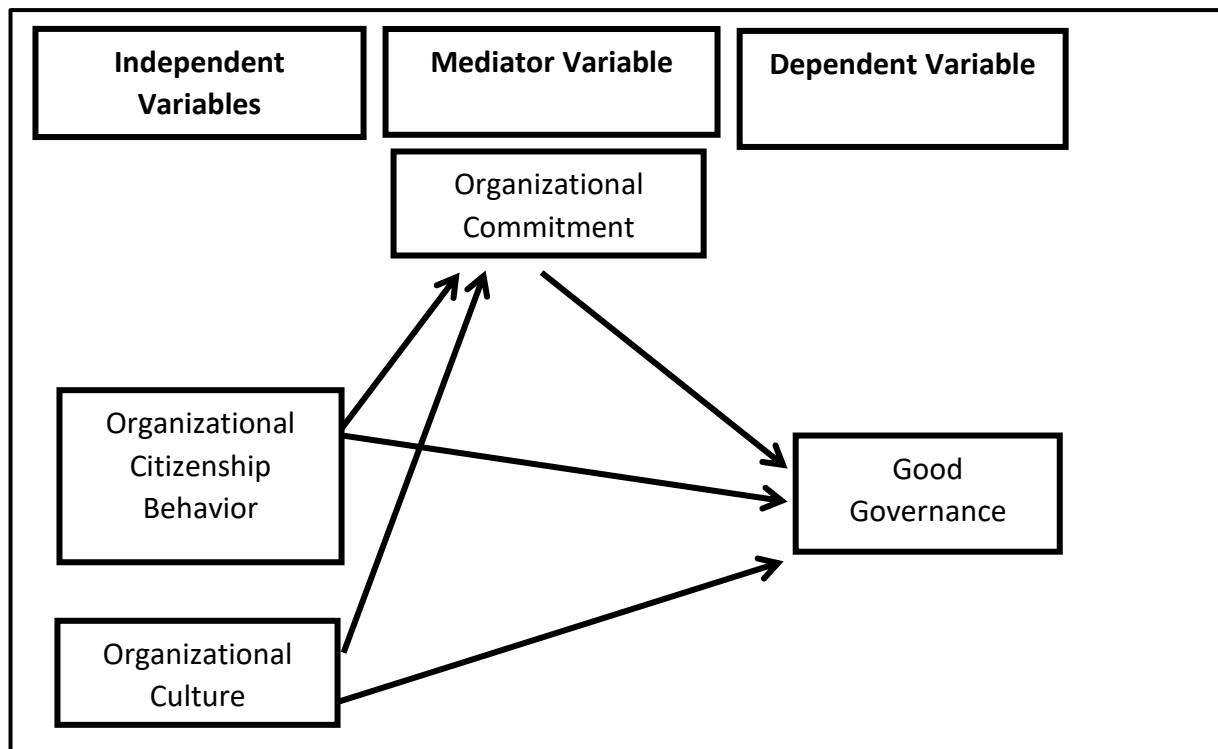 Independent
Variables
Mediator Variable
Dependent Variable
Organizational
Commitment
Organizational
Citizenship
Behavior
Good
Governance
Organizational
Culture